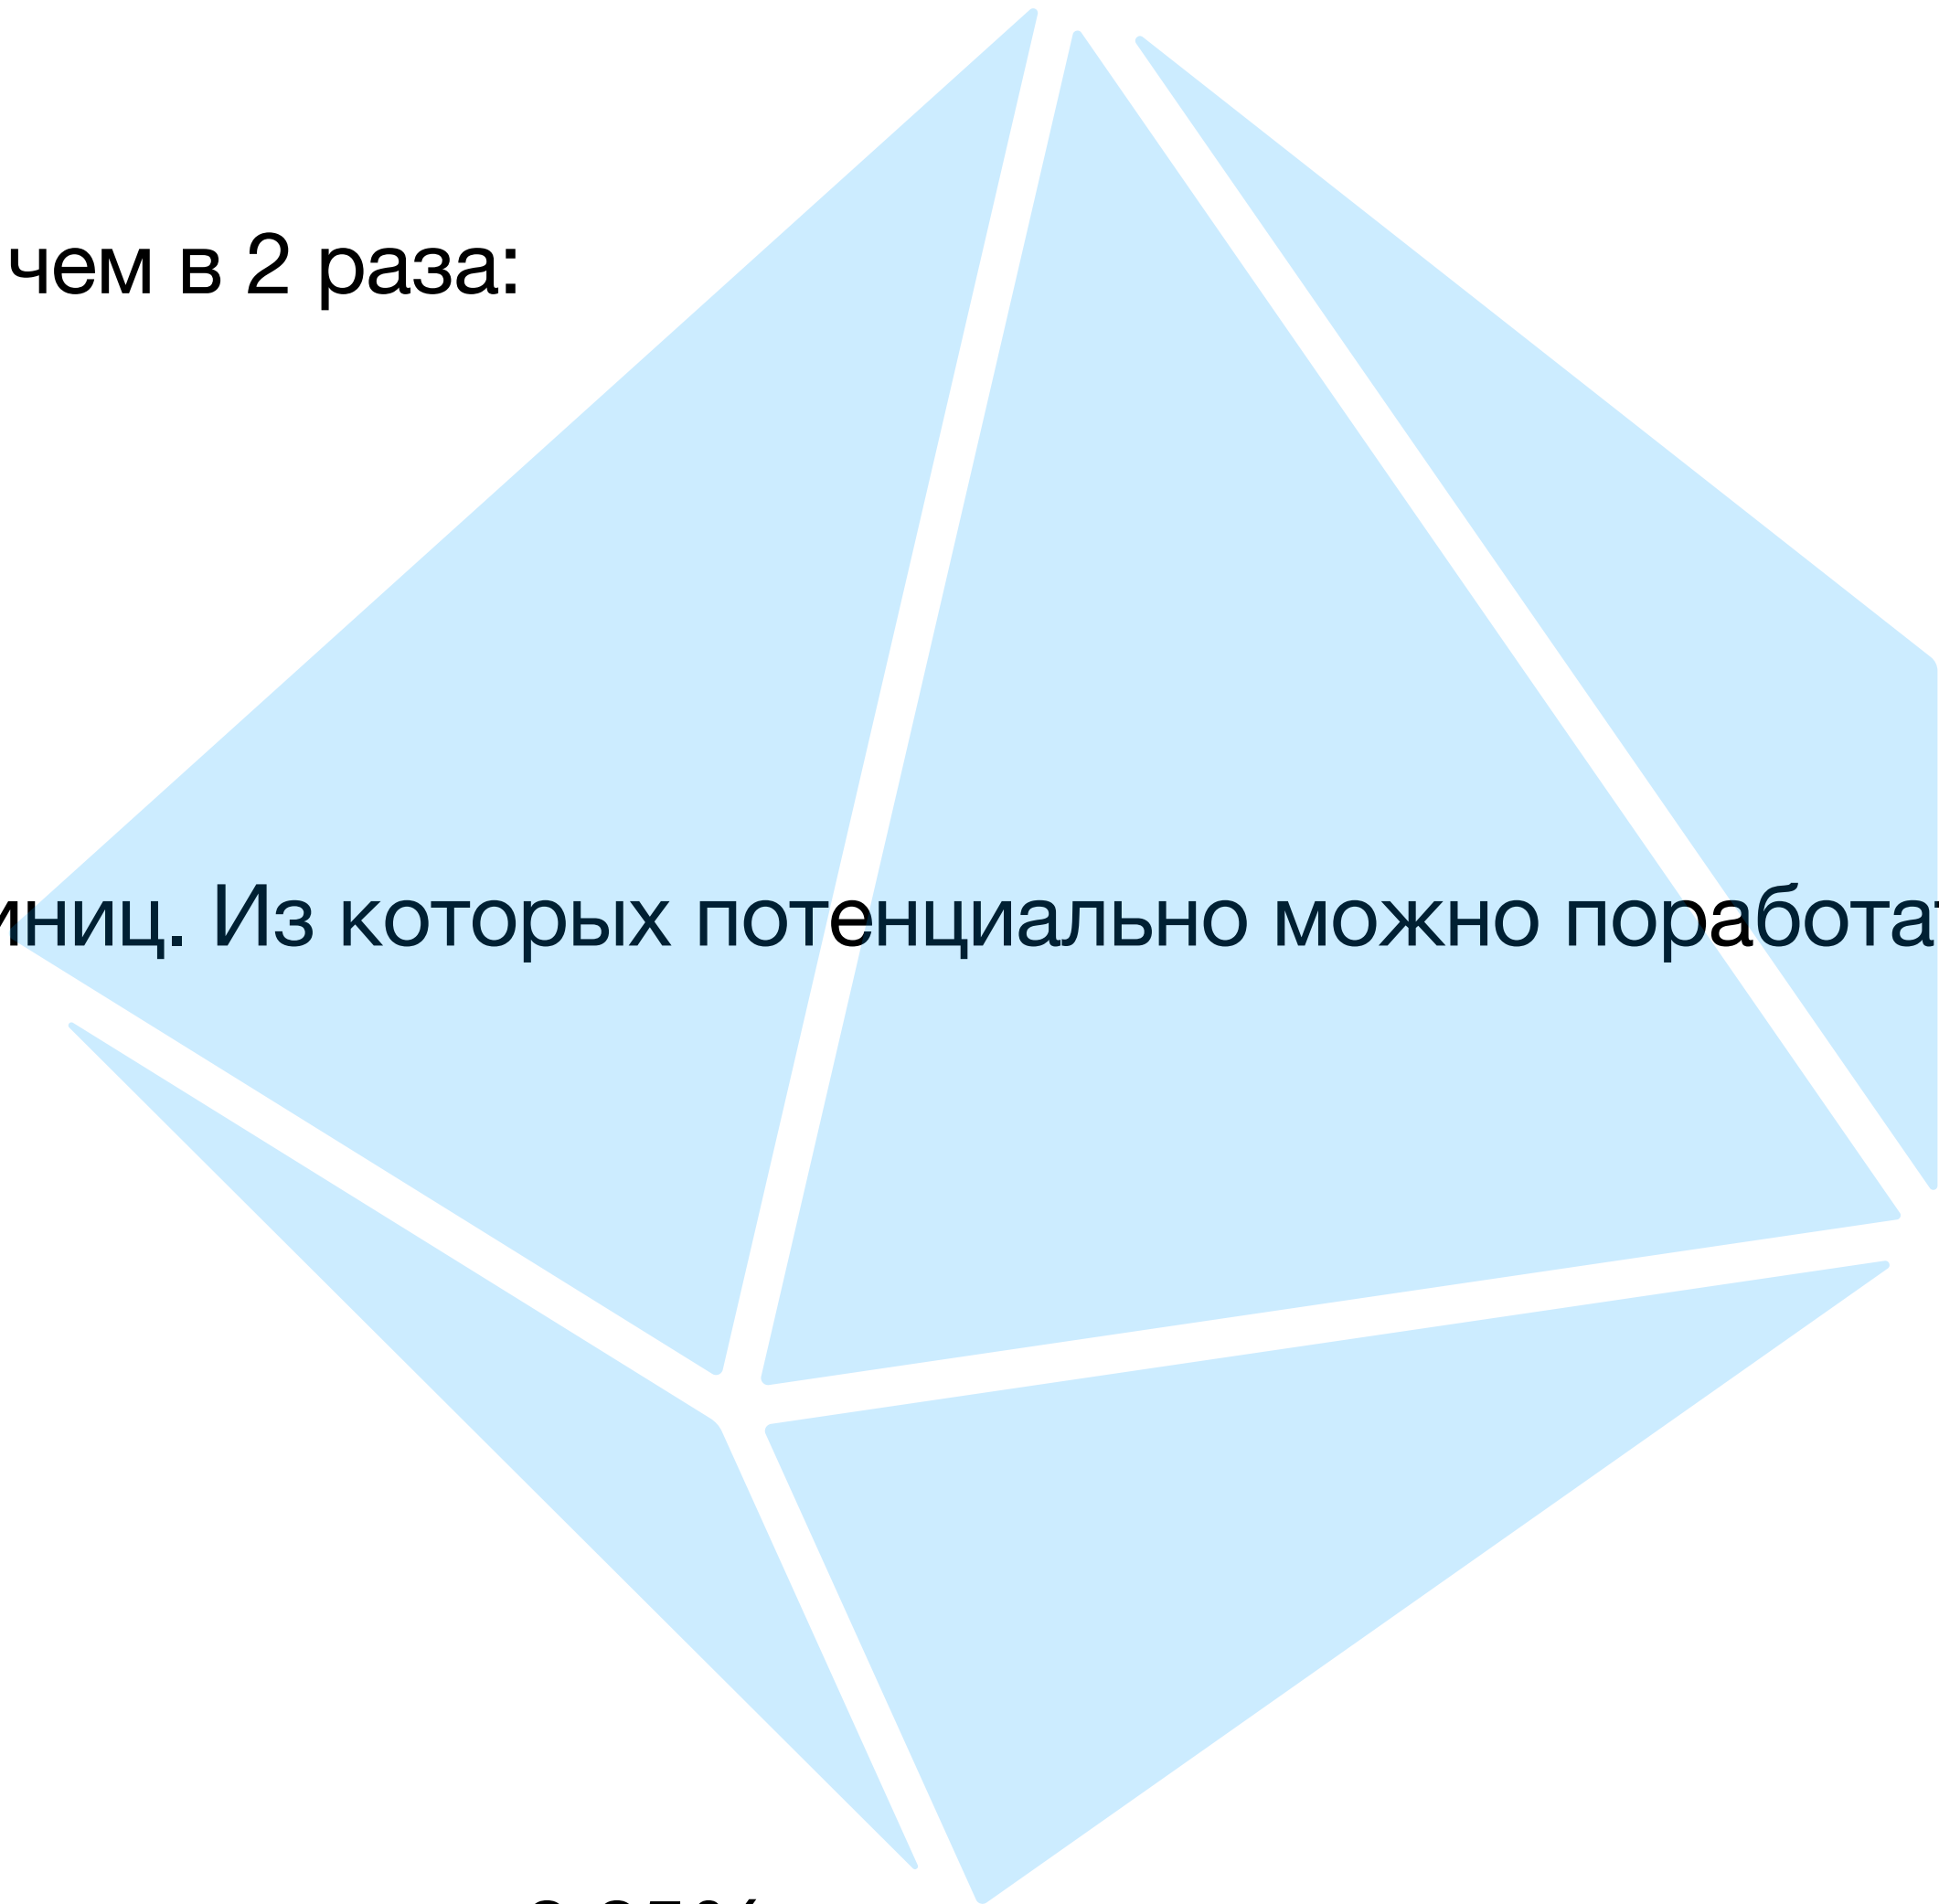 чем в 2 раза:
ниц. Из которых потенциально можно поработа